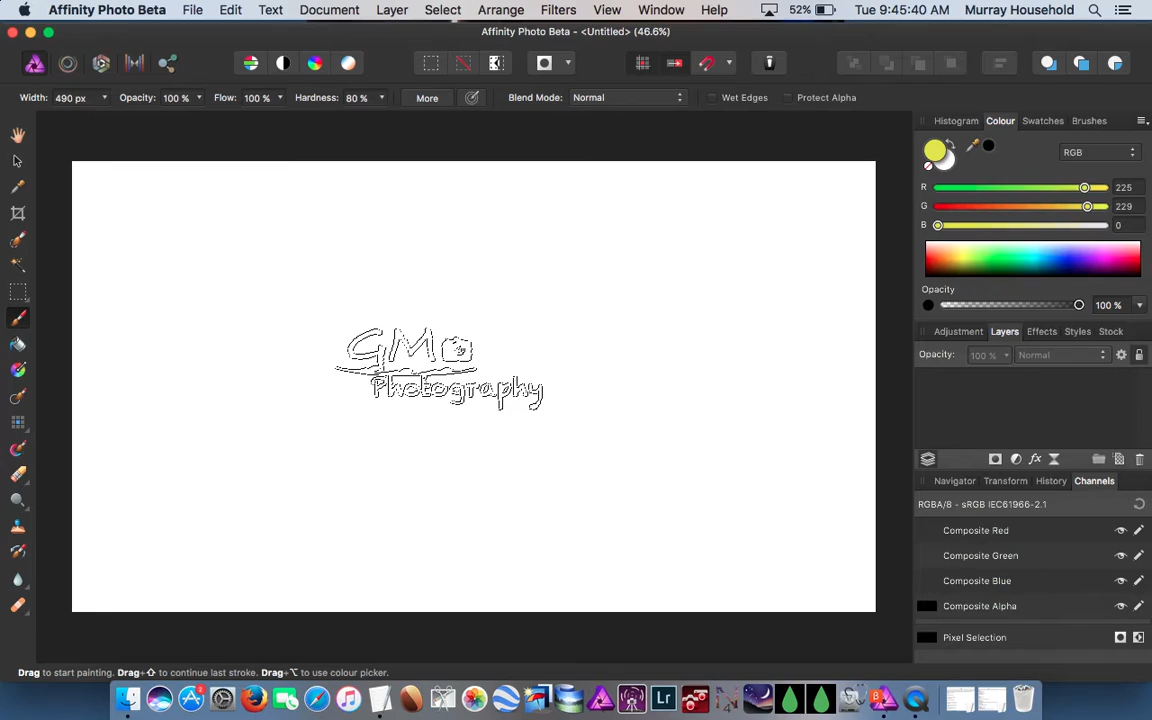 Affinity Photo Beta File Edit Text Document Layer Select Arrange Filters View Window Help 52% Tue 9:45:40 AM Murray Household
Affinity Photo Beta - <Untitled> (46.6%)
Width: 490 px Opacity: 100 % Flow: 100 % Hardness: 80 % More Blend Mode: Normal Wet Edges Protect Alpha
Histogram Colour Swatches Brushes
RGB
R 225
G 229
B 0
Opacity
100 %
Adjustment Layers Effects Styles Stock
Opacity: 100 % Normal
GM
Photography
fx
Navigator Transform History Channels
RGBA/8 - sRGB IEC61966-2.1
Composite Red
Composite Green
Composite Blue
Composite Alpha
Pixel Selection
Drag to start painting. Drag+⇧ to continue last stroke. Drag+⌥ to use colour picker.
2
Lr